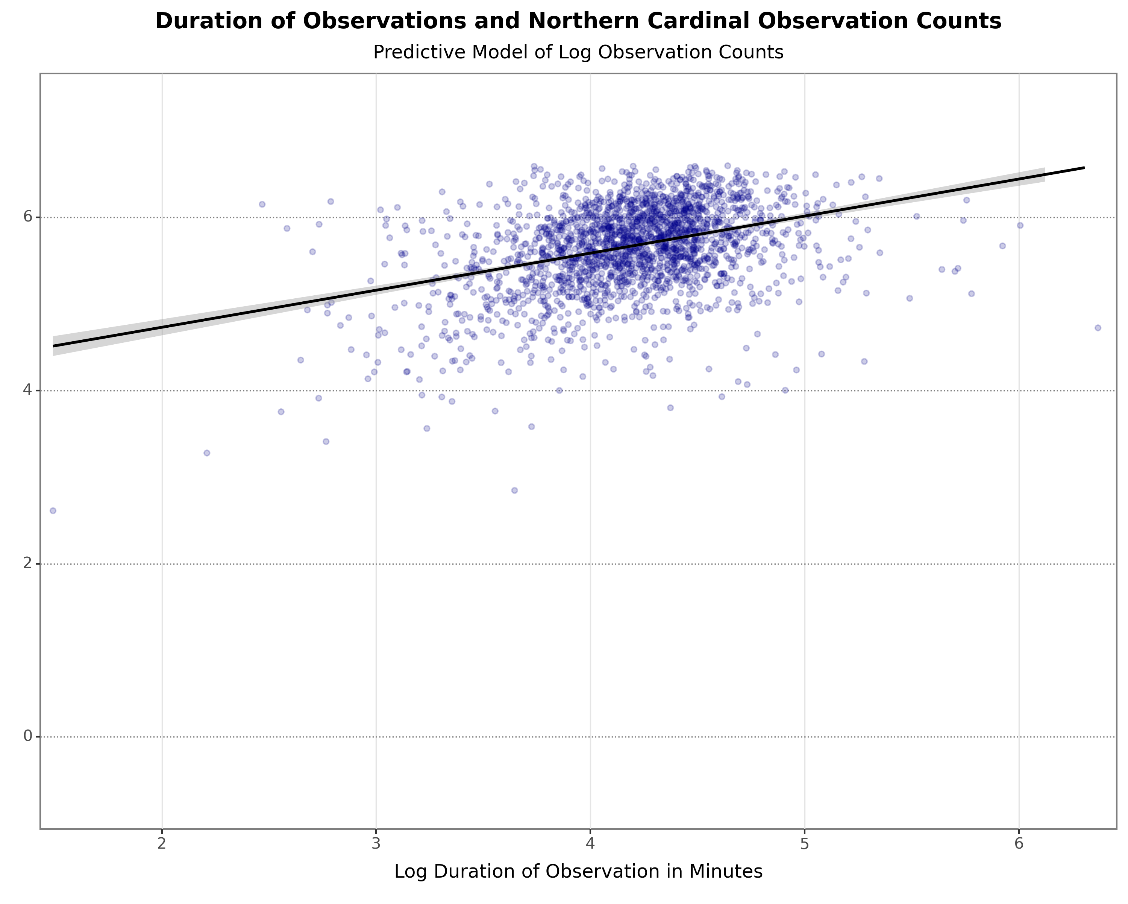 Duration of Observations and Northern Cardinal Observation Counts
Predictive Model of Log Observation Counts
6
4
2
0
2 3 4 5 6
Log Duration of Observation in Minutes